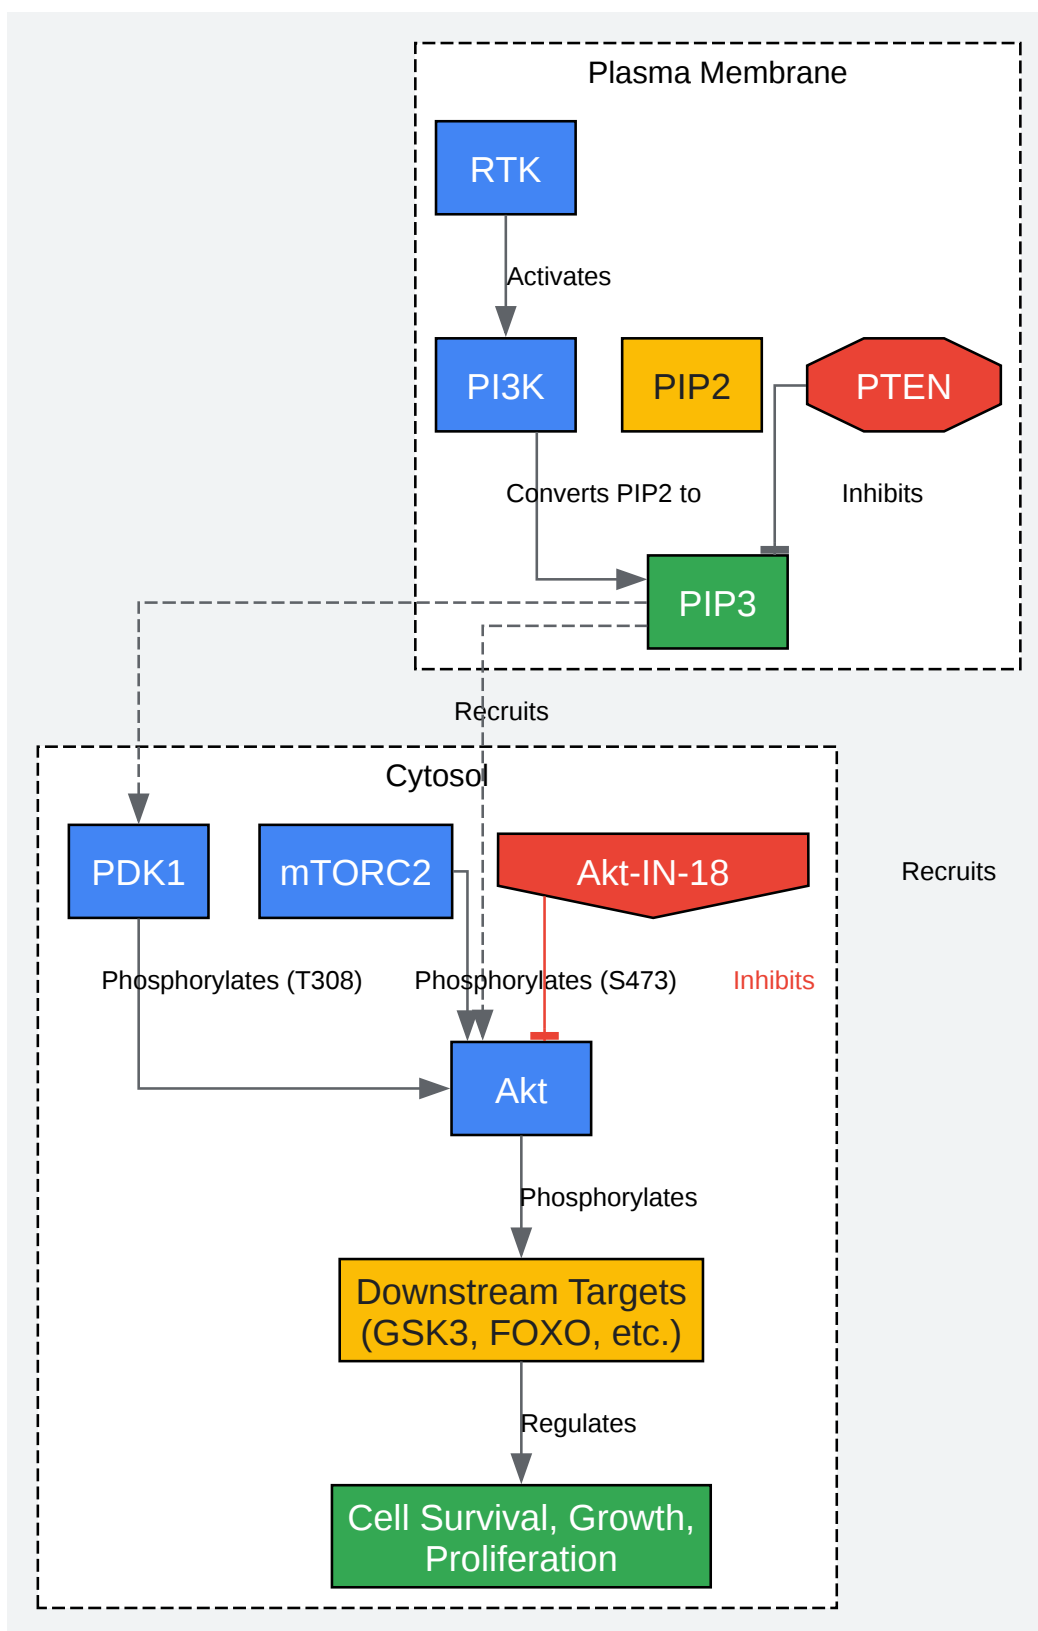 Plasma Membrane
RTK
Activates
PI3K
PIP2
PTEN
Converts PIP2 to
Inhibits
PIP3
Recruits
Cytosol
PDK1
mTORC2
Akt-IN-18
Recruits
Phosphorylates (T308)
Phosphorylates (S473)
Inhibits
Akt
Phosphorylates
Downstream Targets
(GSK3, FOXO, etc.)
Regulates
Cell Survival, Growth,
Proliferation